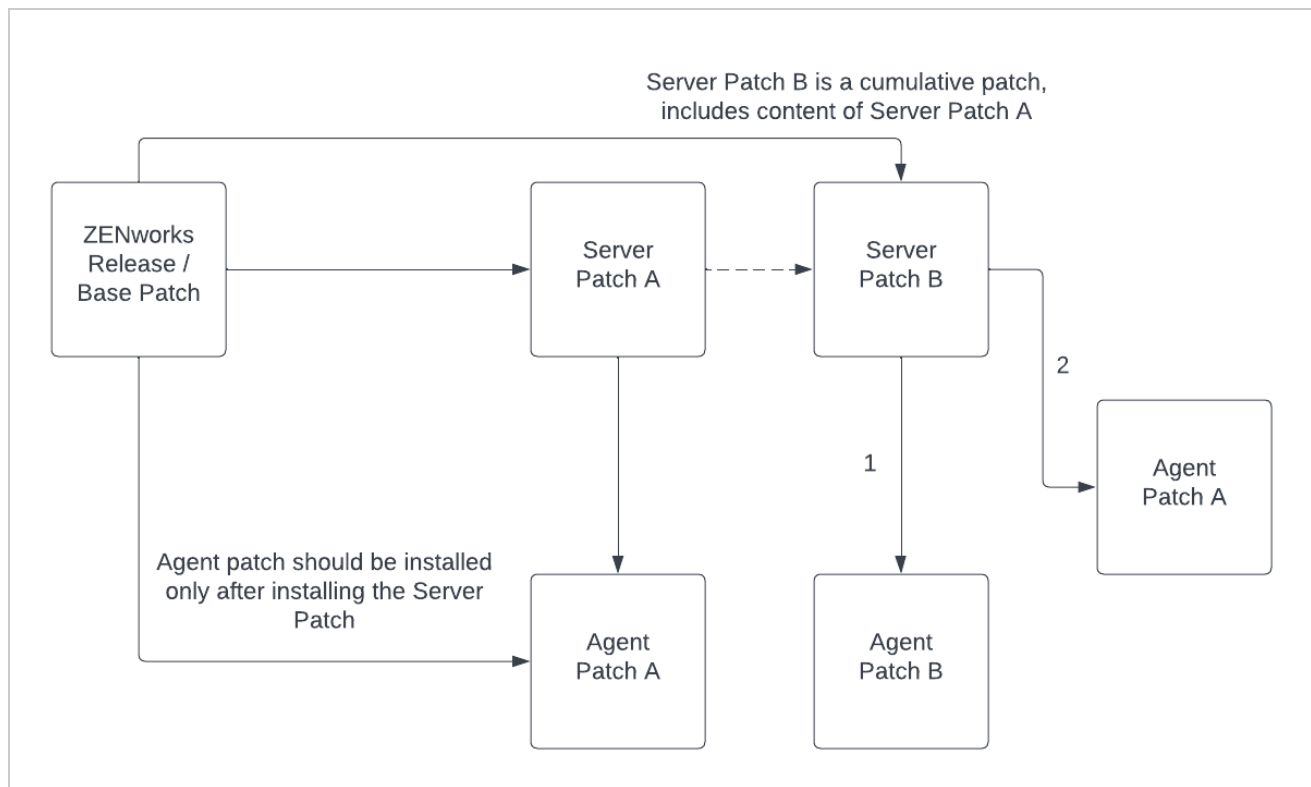 Server Patch B is a cumulative patch,
includes content of Server Patch A
ZENworks
Release /
Base Patch
Server
Patch A
Server
Patch B
2
1
Agent
Patch A
Agent patch should be installed
only after installing the Server
Patch
Agent
Patch A
Agent
Patch B